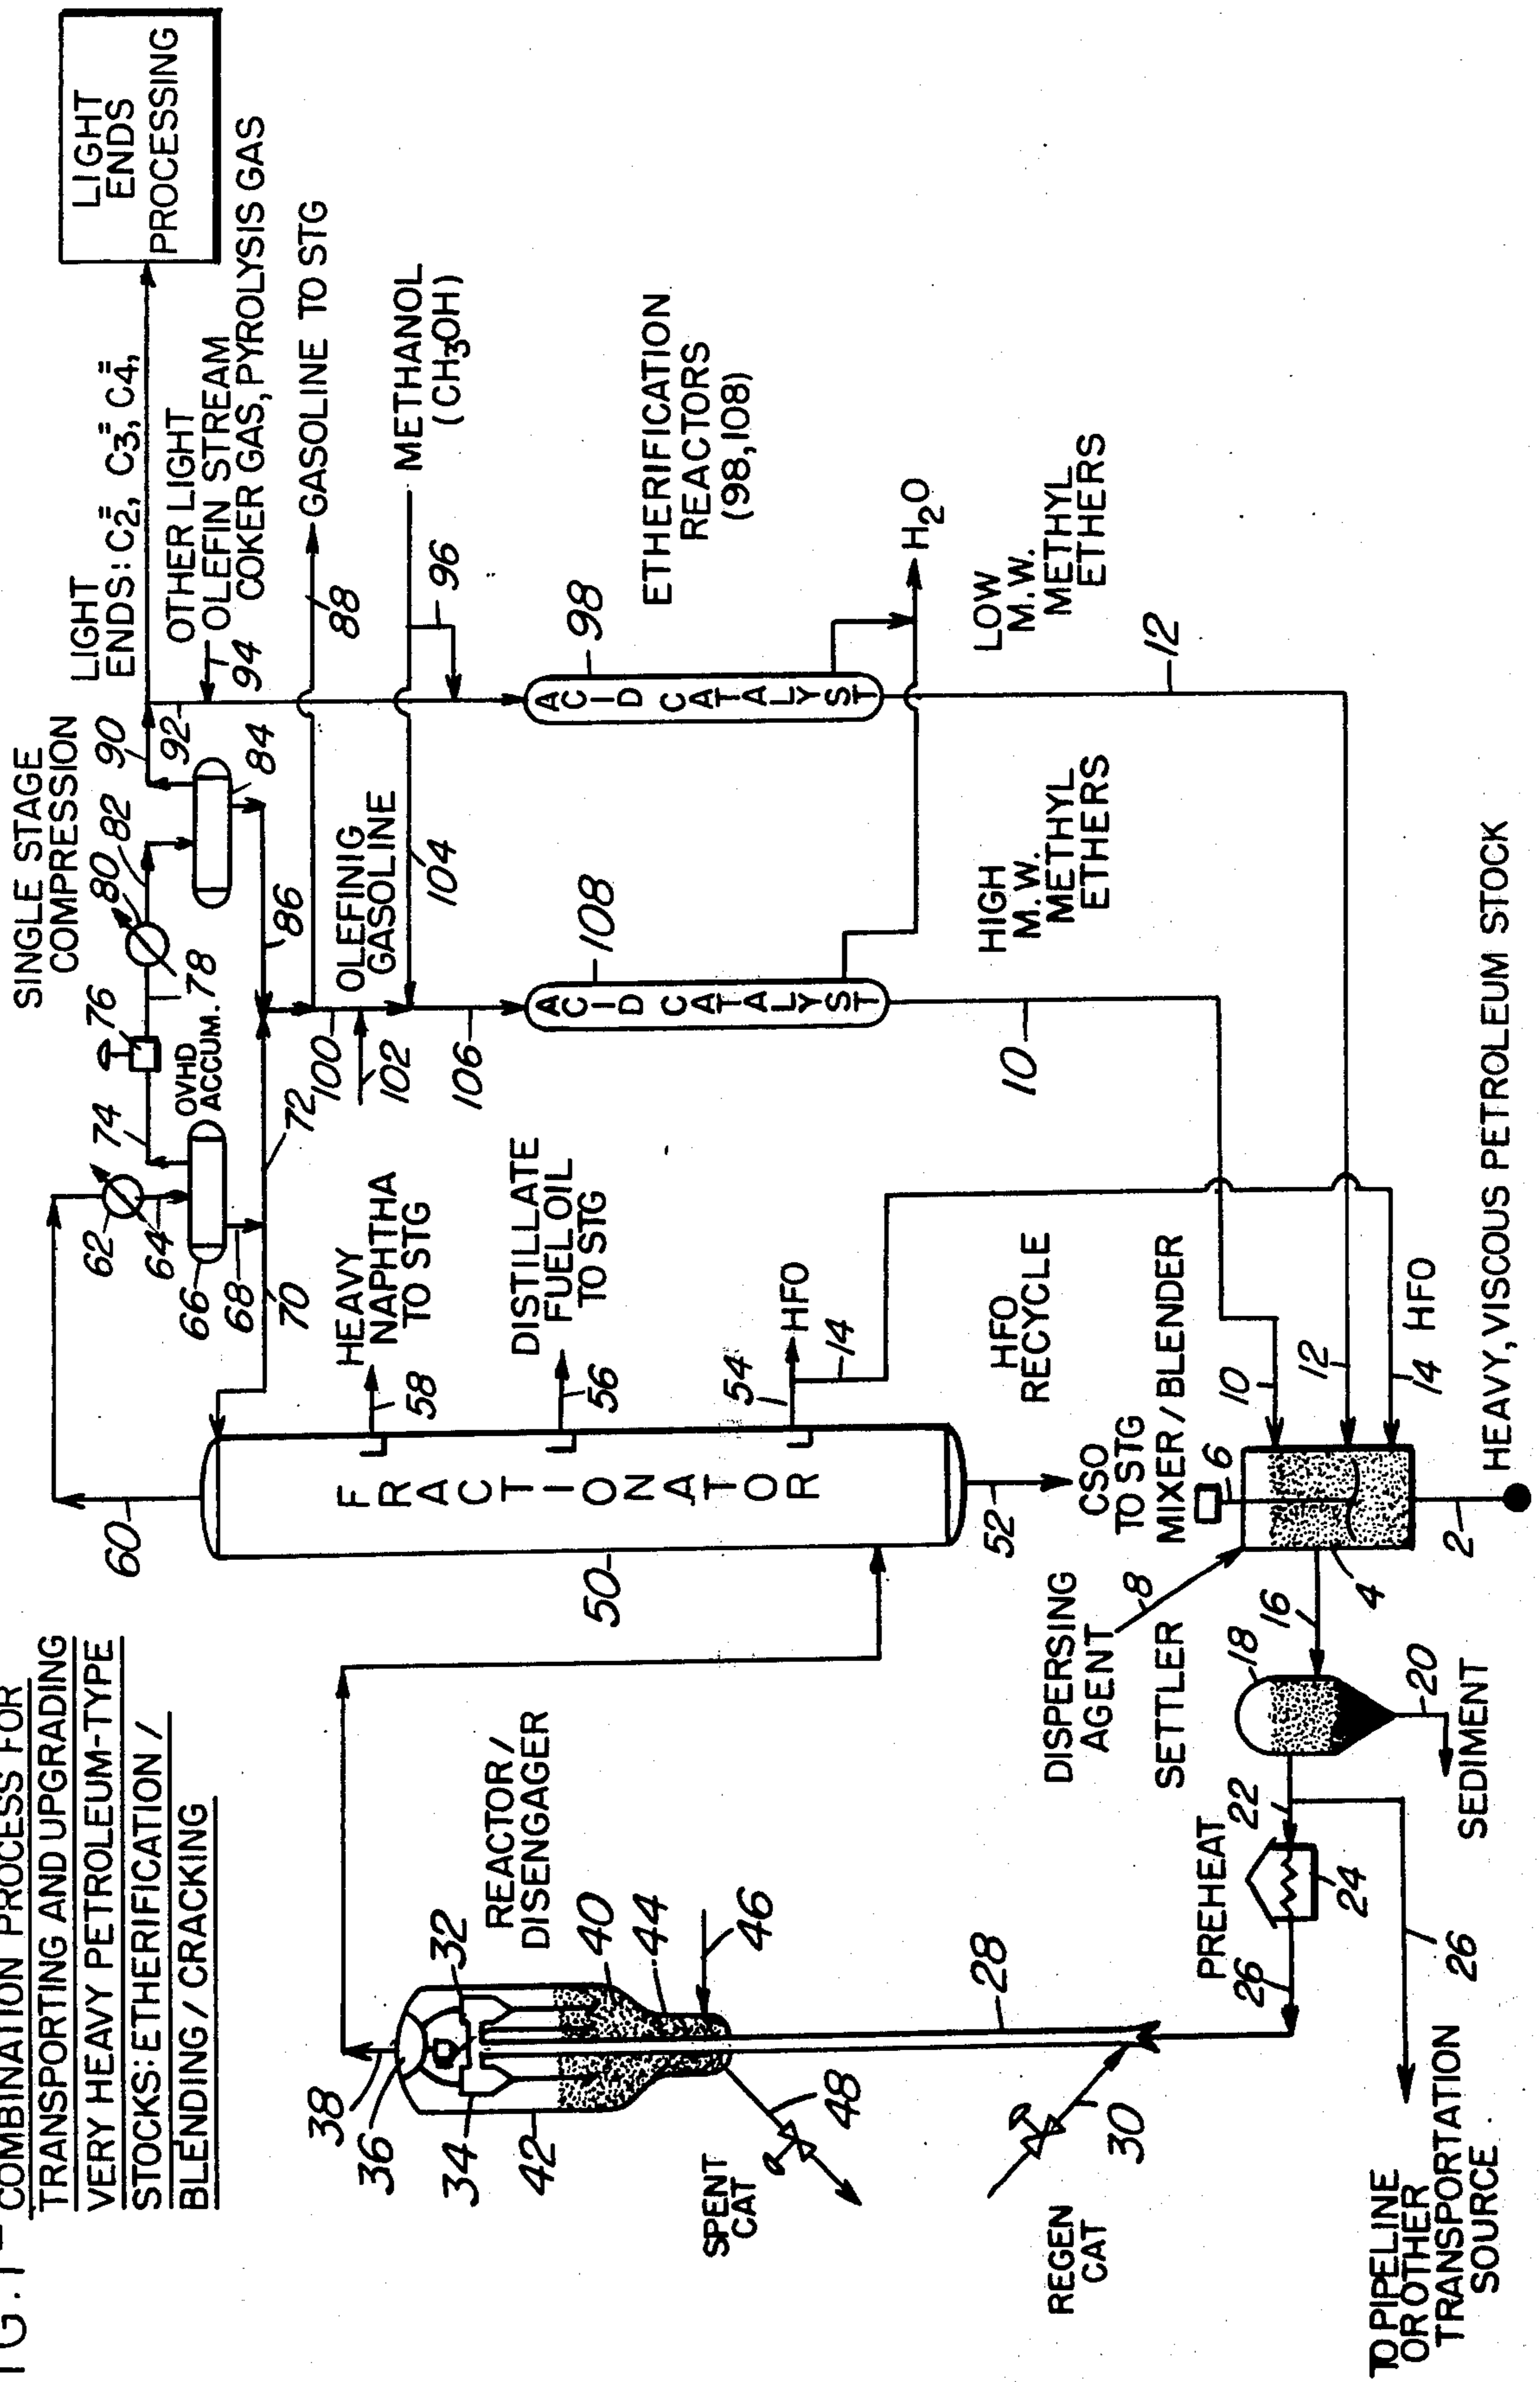 COMBINATION PROCESS FOR
TRANSPORTING AND UPGRADING
VERY HEAVY PETROLEUM-TYPE
STOCKS: ETHERIFICATION /
BLENDING / CRACKING
SINGLE STAGE
COMPRESSION
LIGHT
ENDS: C2=, C3=, C4=,
LIGHT
ENDS
PROCESSING
OTHER LIGHT
OLEFIN STREAM
COKER GAS, PYROLYSIS GAS
GASOLINE TO STG
METHANOL
(CH3OH)
OVHD
ACCUM.
OLEFINIG
GASOLINE
60
62
64
66
68
70
72
74
76
78
80
82
84
86
88
90
92
94
96
98
100
102
104
106
108
ETHERIFICATION
REACTORS
(98,108)
ACID CATALYST
ACID CATALYST
H2O
HIGH
M.W.
METHYL
ETHERS
LOW
M.W.
METHYL
ETHERS
10
12
HEAVY
NAPHTHA
TO STG
58
DISTILLATE
FUEL OIL
TO STG
56
HFO
54
14
FRACTIONATOR
50
52
CSO
TO STG
HFO
RECYCLE
REACTOR /
DISENGAGER
38
36
34
42
32
40
44
46
48
SPENT
CAT
28
30
REGEN
CAT
DISPERSING
AGENT
8
MIXER / BLENDER
6
10
12
14
HFO
4
2
HEAVY, VISCOUS PETROLEUM STOCK
SETTLER
16
18
20
SEDIMENT
22
PREHEAT
24
26
26
TO PIPELINE
OR OTHER
TRANSPORTATION
SOURCE